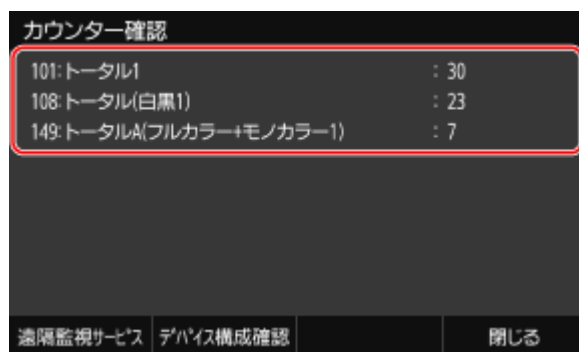 カウンター確認
101:トータル1 : 30
108:トータル(白黒1) : 23
149:トータルA(フルカラー+モノカラー1) : 7
遠隔監視サービス デバイス構成確認 閉じる